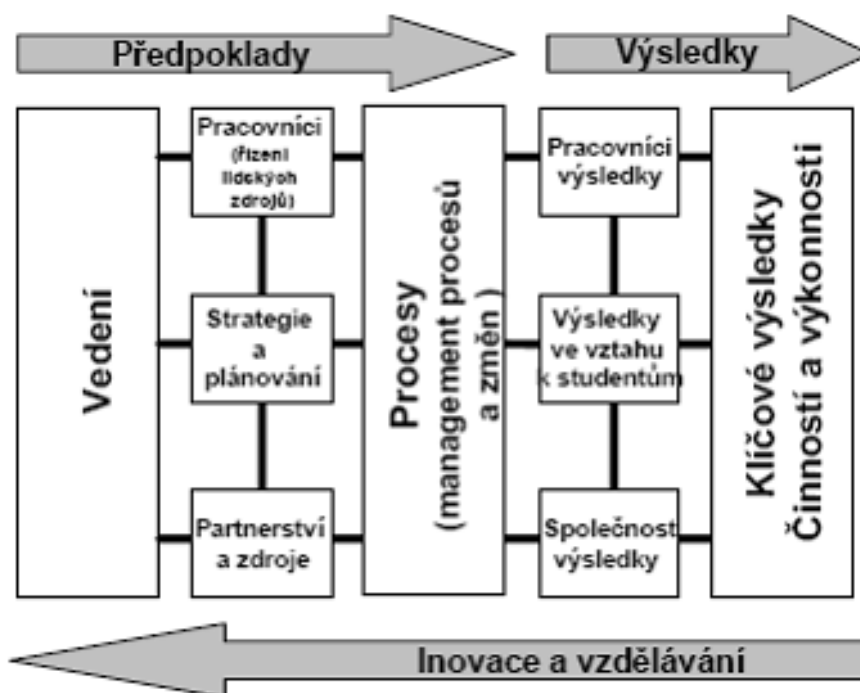 Předpoklady
Výsledky
Vedení
Pracovníci
(řízení
lidských
zdrojů)
Strategie
a
plánování
Partnerství
a zdroje
Procesy
(management procesů
a změn )
Pracovníci
výsledky
Výsledky
ve vztahu
k studentům
Společnost
výsledky
Klíčové výsledky
Činností a výkonnosti
Inovace a vzdělávání